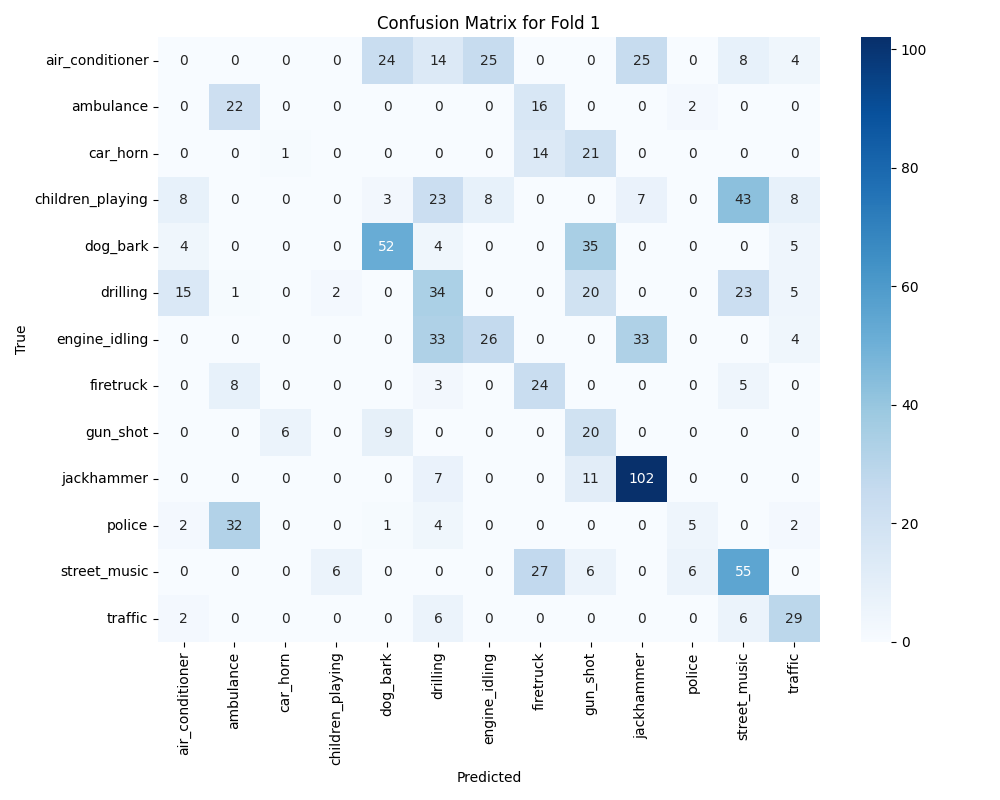 Confusion Matrix for Fold 1
air_conditioner 0 0 0 0 24 14 25 0 0 25 0 8 4
ambulance 0 22 0 0 0 0 0 16 0 0 2 0 0
car_horn 0 0 1 0 0 0 0 14 21 0 0 0 0
children_playing 8 0 0 0 3 23 8 0 0 7 0 43 8
dog_bark 4 0 0 0 52 4 0 0 35 0 0 0 5
drilling 15 1 0 2 0 34 0 0 20 0 0 23 5
engine_idling 0 0 0 0 0 33 26 0 0 33 0 0 4
firetruck 0 8 0 0 0 3 0 24 0 0 0 5 0
gun_shot 0 0 6 0 9 0 0 0 20 0 0 0 0
jackhammer 0 0 0 0 0 7 0 0 11 102 0 0 0
police 2 32 0 0 1 4 0 0 0 0 5 0 2
street_music 0 0 0 6 0 0 0 27 6 0 6 55 0
traffic 2 0 0 0 0 6 0 0 0 0 0 6 29
True
air_conditioner
ambulance
car_horn
children_playing
dog_bark
drilling
engine_idling
firetruck
gun_shot
jackhammer
police
street_music
traffic
Predicted
100
80
60
40
20
0